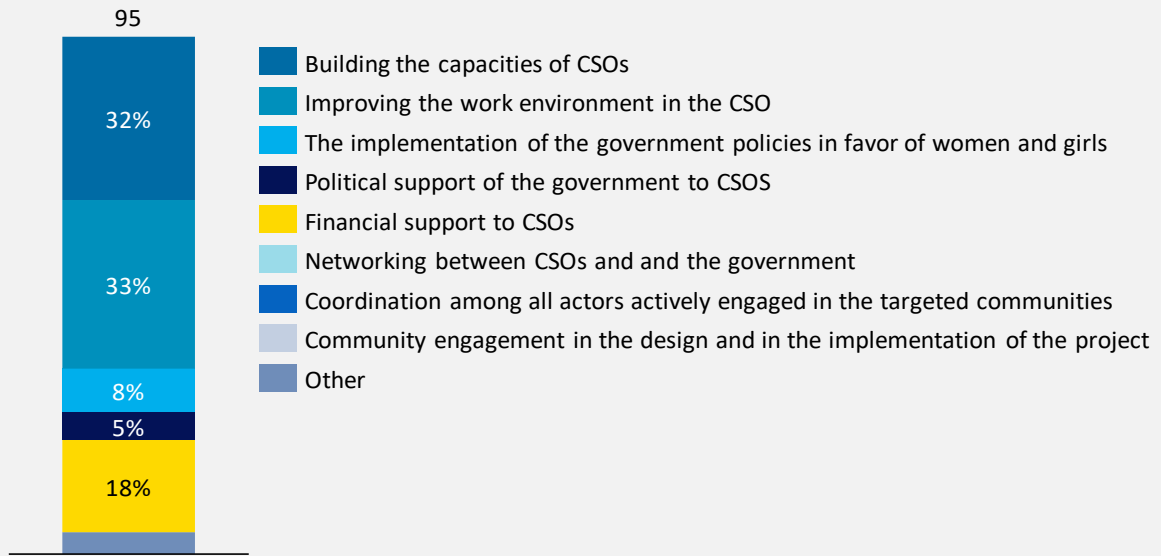 95
32%
33%
8%
5%
18%
Building the capacities of CSOs
Improving the work environment in the CSO
The implementation of the government policies in favor of women and girls
Political support of the government to CSOS
Financial support to CSOs
Networking between CSOs and and the government
Coordination among all actors actively engaged in the targeted communities
Community engagement in the design and in the implementation of the project
Other